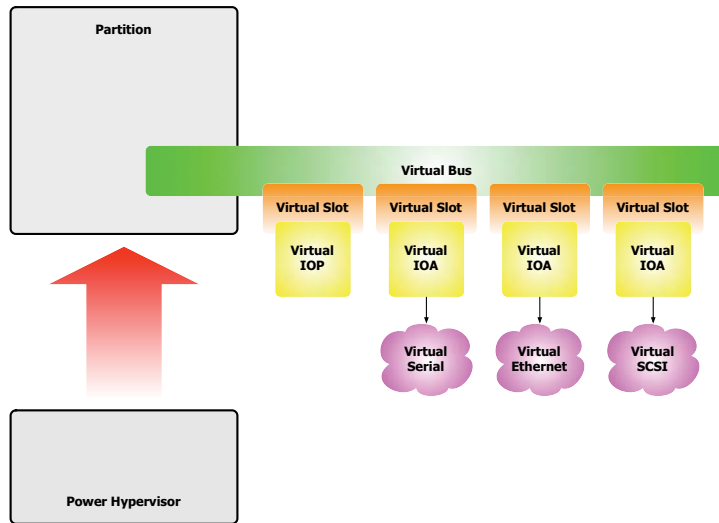 Partition
Virtual Bus
Virtual Slot
Virtual Slot
Virtual Slot
Virtual Slot
Virtual
IOP
Virtual
IOA
Virtual
IOA
Virtual
IOA
Virtual
Serial
Virtual
Ethernet
Virtual
SCSI
Power Hypervisor